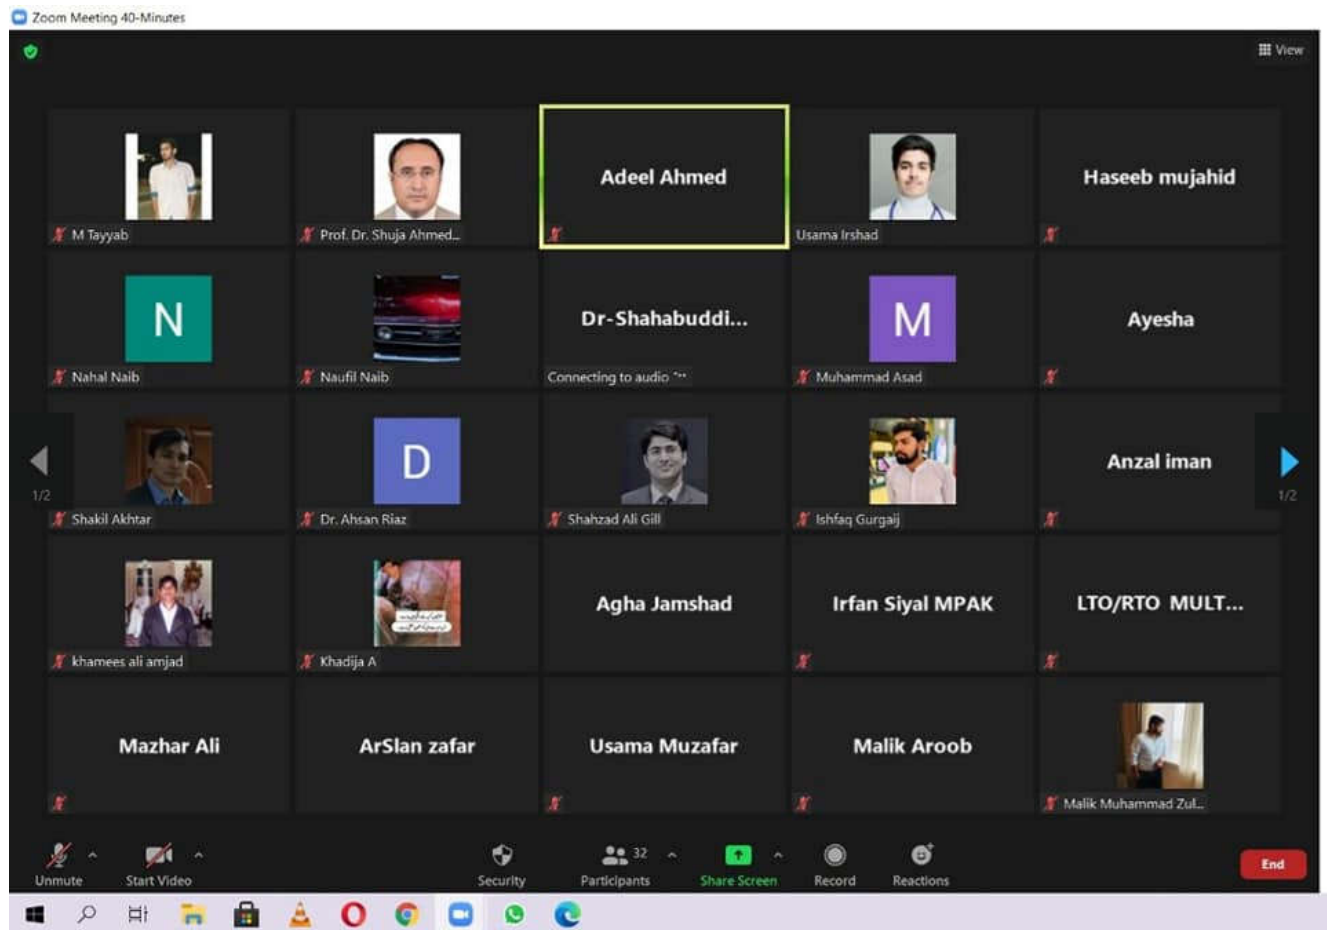 Zoom Meeting 40-Minutes
View
M Tayyab
Prof. Dr. Shuja Ahmed...
Adeel Ahmed
Usama Irshad
Haseeb mujahid
N
Nahal Naib
Naufil Naib
Dr-Shahabuddi...
Connecting to audio
M
Muhammad Asad
Ayesha
1/2
Shakil Akhtar
D
Dr. Ahsan Riaz
Shahzad Ali Gill
Ishfaq Gurgaij
Anzal iman
1/2
khamees ali amjad
Khadija A
Agha Jamshad
Irfan Siyal MPAK
LTO/RTO MULT...
Mazhar Ali
ArSlan zafar
Usama Muzafar
Malik Aroob
Malik Muhammad Zul...
Unmute
Start Video
Security
32
Participants
Share Screen
Record
Reactions
End